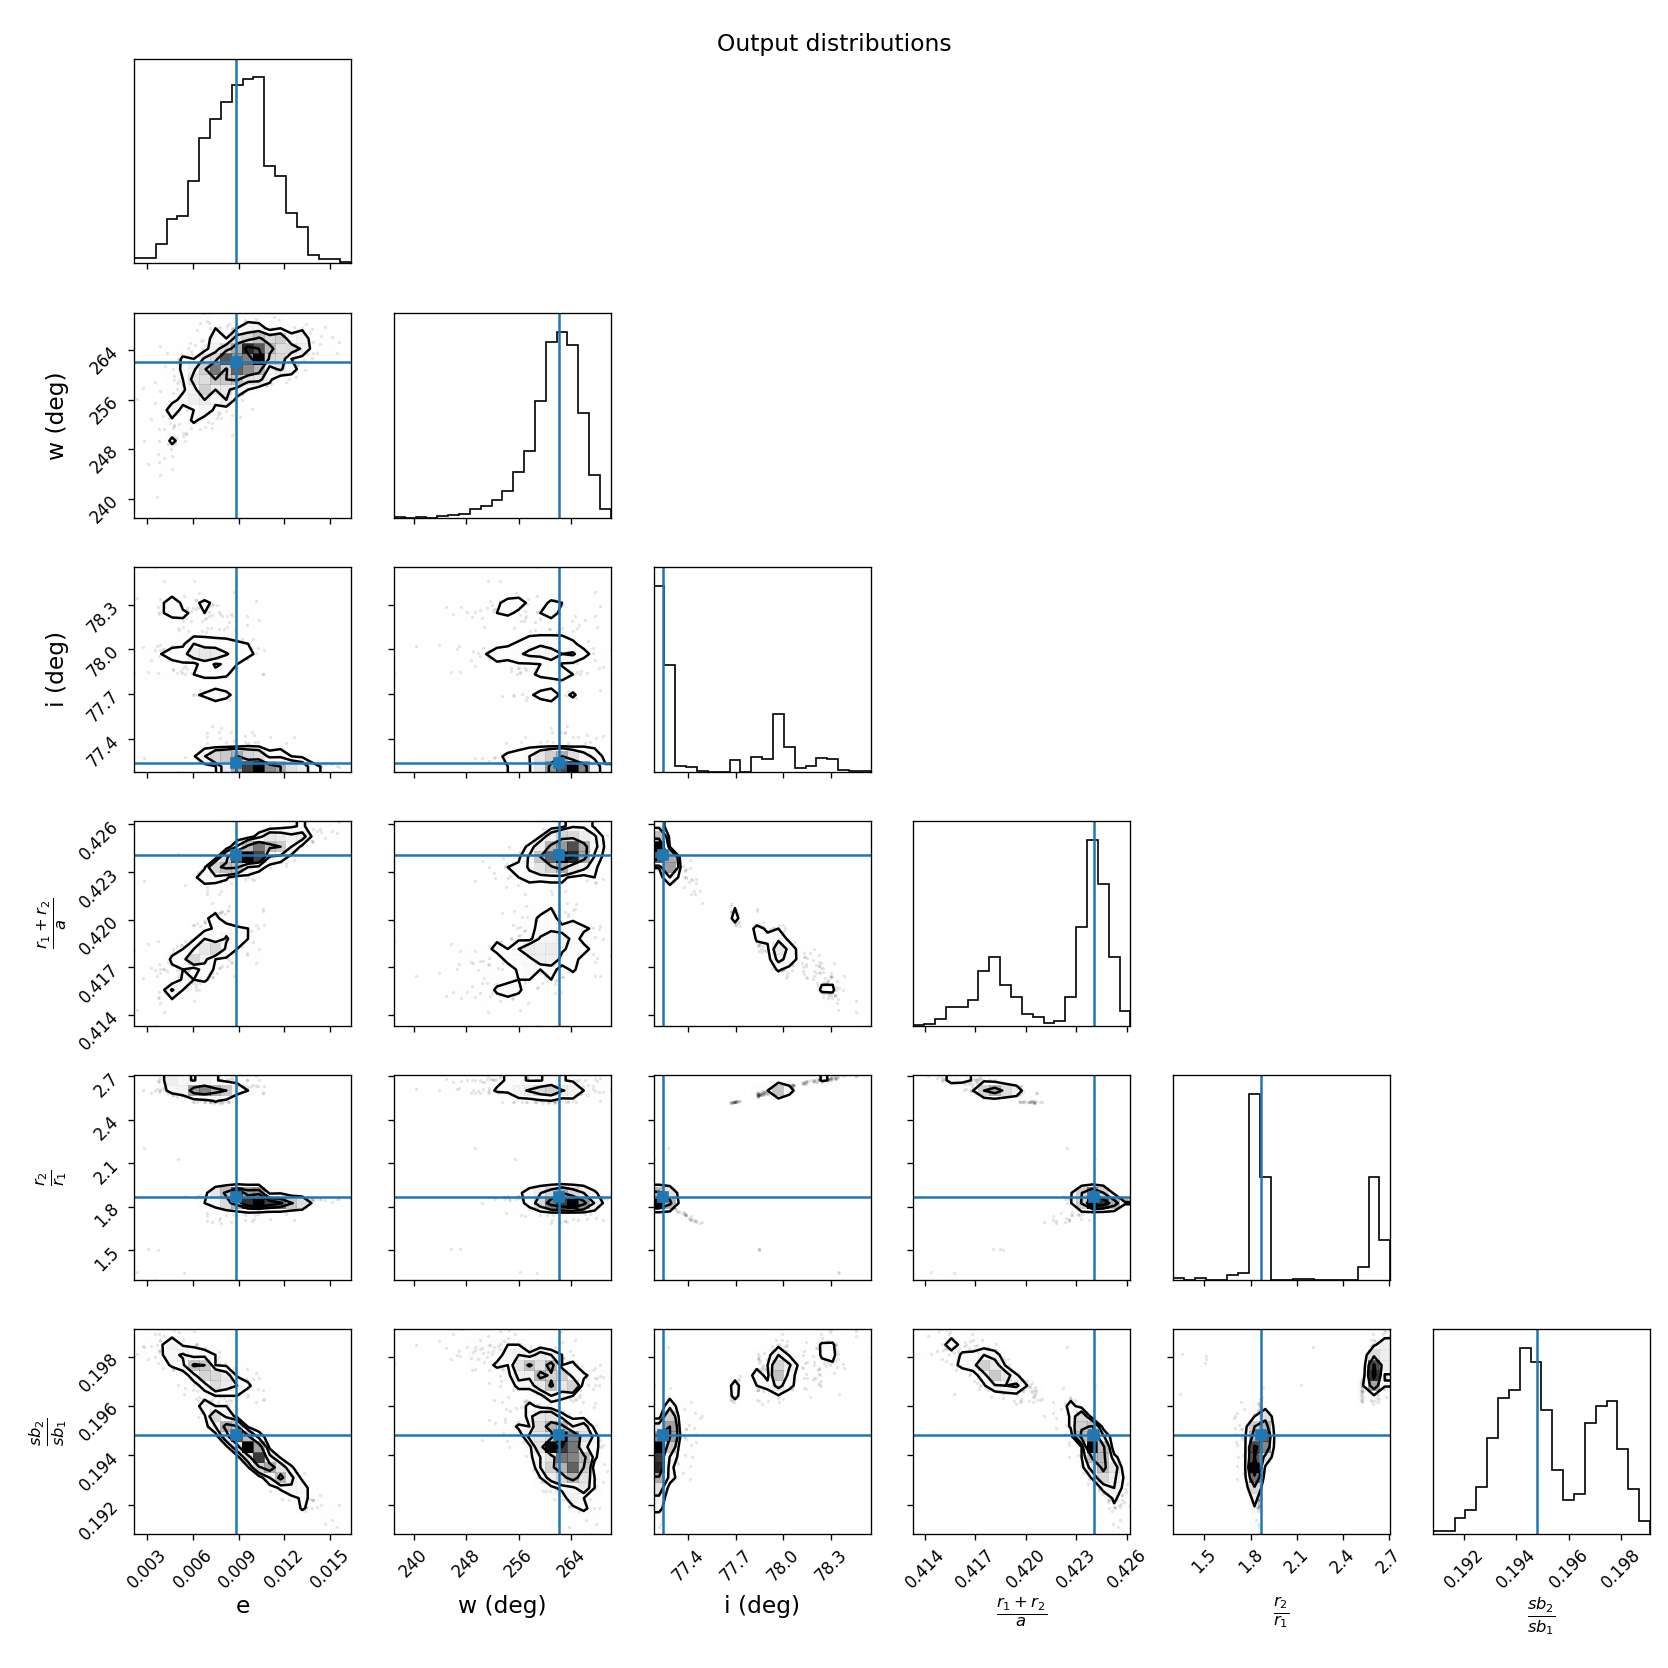 Output distributions
w (deg)
264
256
248
240
i (deg)
78.3
78.0
77.7
77.4
r1 + r2
a
0.426
0.423
0.420
0.417
0.414
r2
r1
2.7
2.4
2.1
1.8
1.5
sb2
sb1
0.198
0.196
0.194
0.192
0.003 0.006 0.009 0.012 0.015
240 248 256 264
77.4 77.7 78.0 78.3
0.414 0.417 0.420 0.423 0.426
1.5 1.8 2.1 2.4 2.7
0.192 0.194 0.196 0.198
e
w (deg)
i (deg)
r1 + r2
a
r2
r1
sb2
sb1